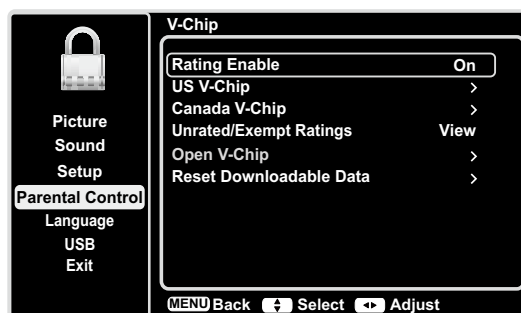 V-Chip
Picture
Sound
Setup
Parental Control
Language
USB
Exit
Rating Enable On
US V-Chip >
Canada V-Chip >
Unrated/Exempt Ratings View
Open V-Chip >
Reset Downloadable Data >
MENU Back Select Adjust